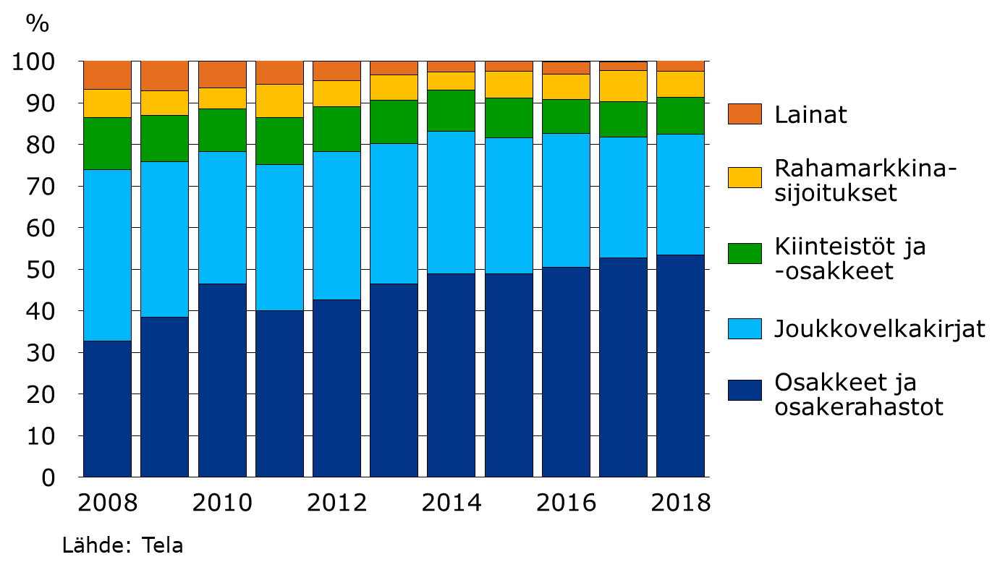 %
100
90
80
70
60
50
40
30
20
10
0
2008 2010 2012 2014 2016 2018
Lainat
Rahamarkkina-
sijoitukset
Kiinteistöt ja
-osakkeet
Joukkovelkakirjat
Osakkeet ja
osakerahastot
Lähde: Tela